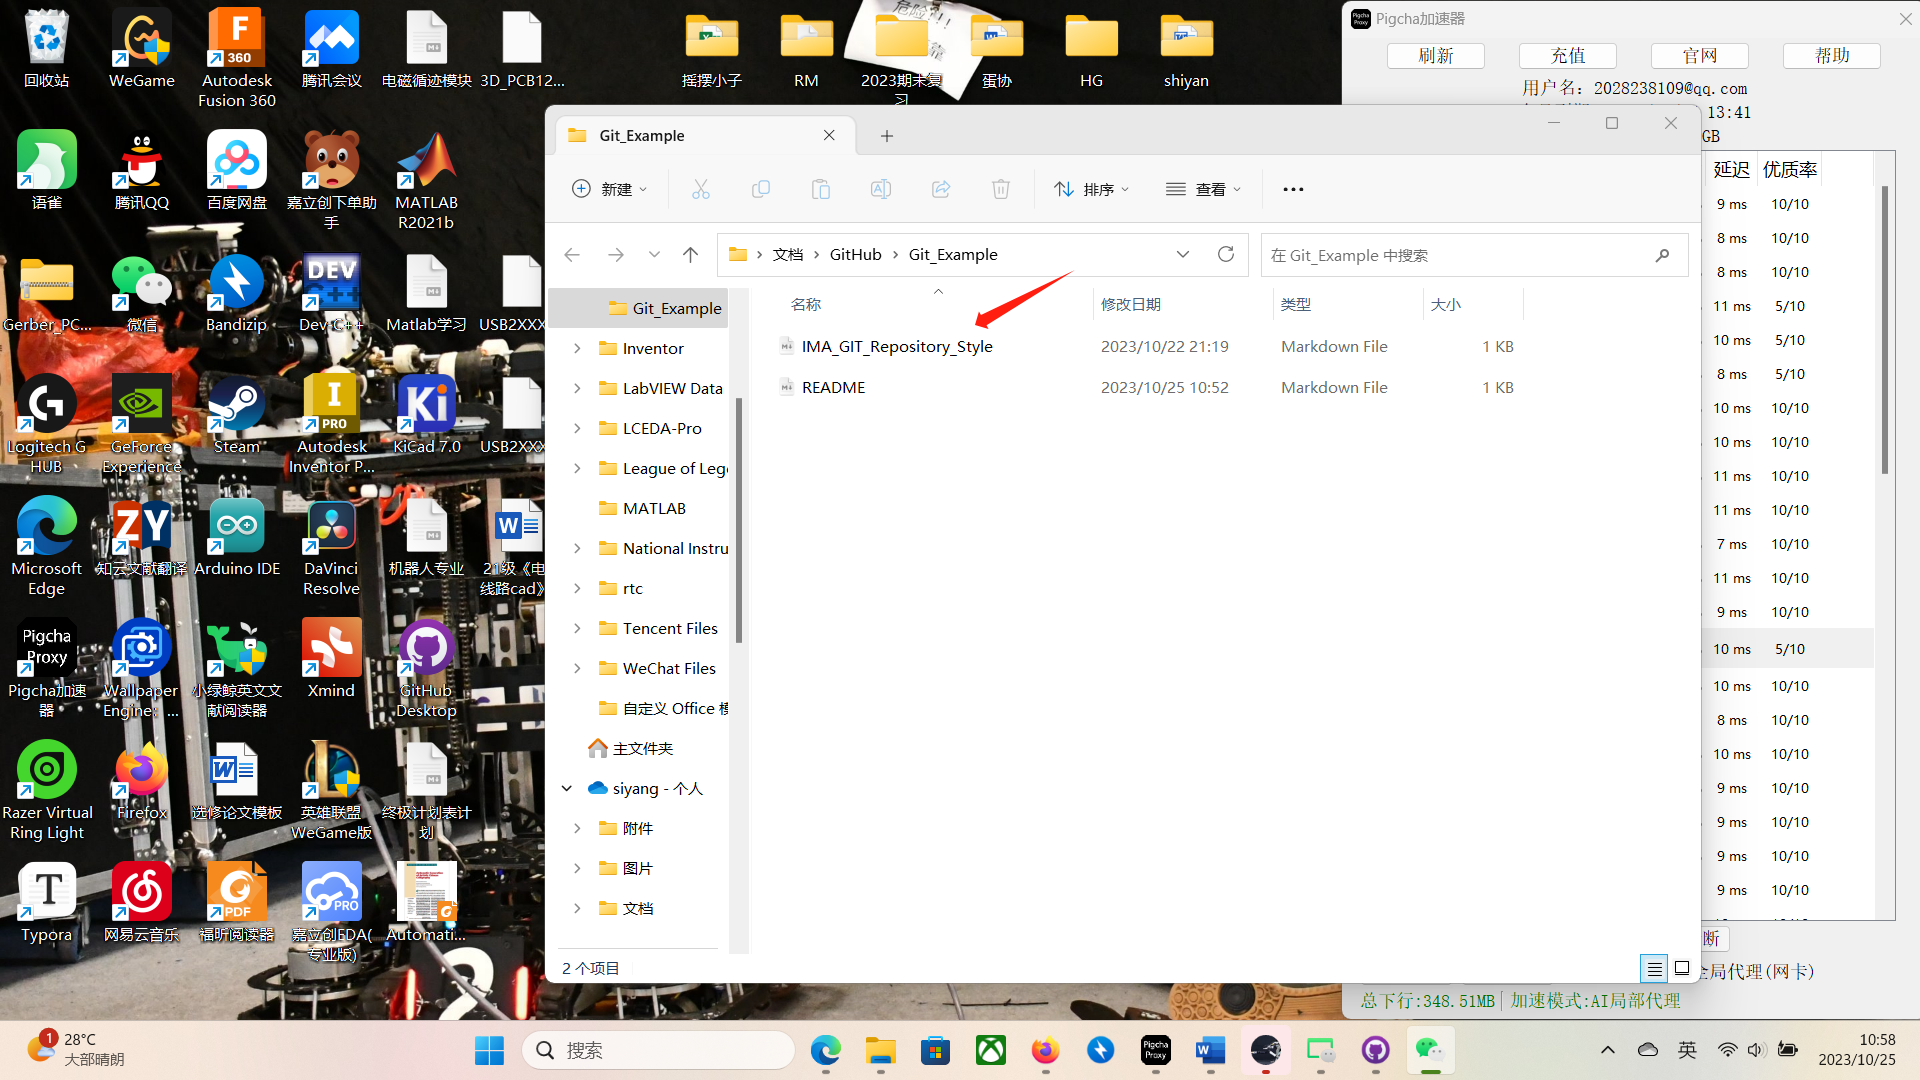 回收站
WeGame
Autodesk
Fusion 360
腾讯会议
电磁循迹模块
3D_PCB12...
摇摆小子
RM
2023期末复
习
蛋协
HG
shiyan
语雀
腾讯QQ
百度网盘
嘉立创下单助
手
MATLAB
R2021b
Gerber_PC...
微信
Bandizip
Dev-C++
Matlab学习
USB2XXX
Logitech G
HUB
GeForce
Experience
Steam
Autodesk
Inventor P...
KiCad 7.0
USB2XXX
Microsoft
Edge
知云文献翻译
Arduino IDE
DaVinci
Resolve
机器人专业
21级《电
线路cad》
Pigcha加速
器
Wallpaper
Engine: ...
小绿鲸英文文
献阅读器
Xmind
GitHub
Desktop
Razer Virtual
Ring Light
Firefox
选修论文模板
英雄联盟
WeGame版
终极计划表计
划
Typora
网易云音乐
福昕阅读器
嘉立创EDA(
专业版)
Automati...
Git_Example
新建
排序
查看
文档
GitHub
Git_Example
在 Git_Example 中搜索
Git_Example
Inventor
LabVIEW Data
LCEDA-Pro
League of Leg
MATLAB
National Instru
rtc
Tencent Files
WeChat Files
自定义 Office 模
主文件夹
siyang - 个人
附件
图片
文档
名称 修改日期 类型 大小
IMA_GIT_Repository_Style 2023/10/22 21:19 Markdown File 1 KB
README 2023/10/25 10:52 Markdown File 1 KB
2 个项目
Pigcha加速器
刷新 充值 官网 帮助
用户名: 2028238109@qq.com
13:41
GB
延迟 优质率
9 ms 10/10
8 ms 10/10
8 ms 10/10
11 ms 5/10
10 ms 5/10
8 ms 5/10
10 ms 10/10
10 ms 10/10
11 ms 10/10
11 ms 10/10
7 ms 10/10
11 ms 10/10
9 ms 10/10
10 ms 5/10
10 ms 10/10
8 ms 10/10
10 ms 10/10
9 ms 10/10
9 ms 10/10
9 ms 10/10
9 ms 10/10
断
全局代理(网卡)
总下行:348.51MB 加速模式:AI局部代理
1
28°C
大部晴朗
搜索
英
10:58
2023/10/25